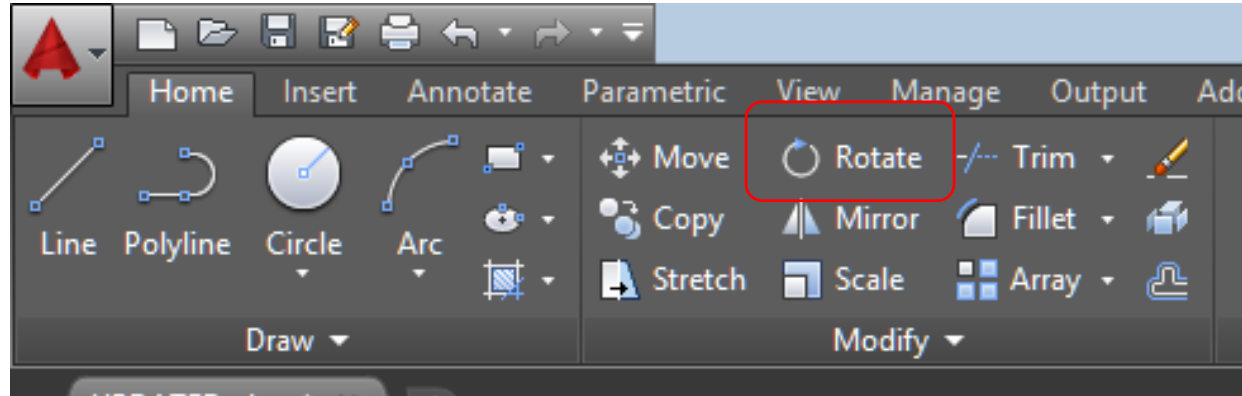 Home Insert Annotate Parametric View Manage Output
Move Rotate Trim
Copy Mirror Fillet
Line Polyline Circle Arc
Stretch Scale Array
Draw Modify